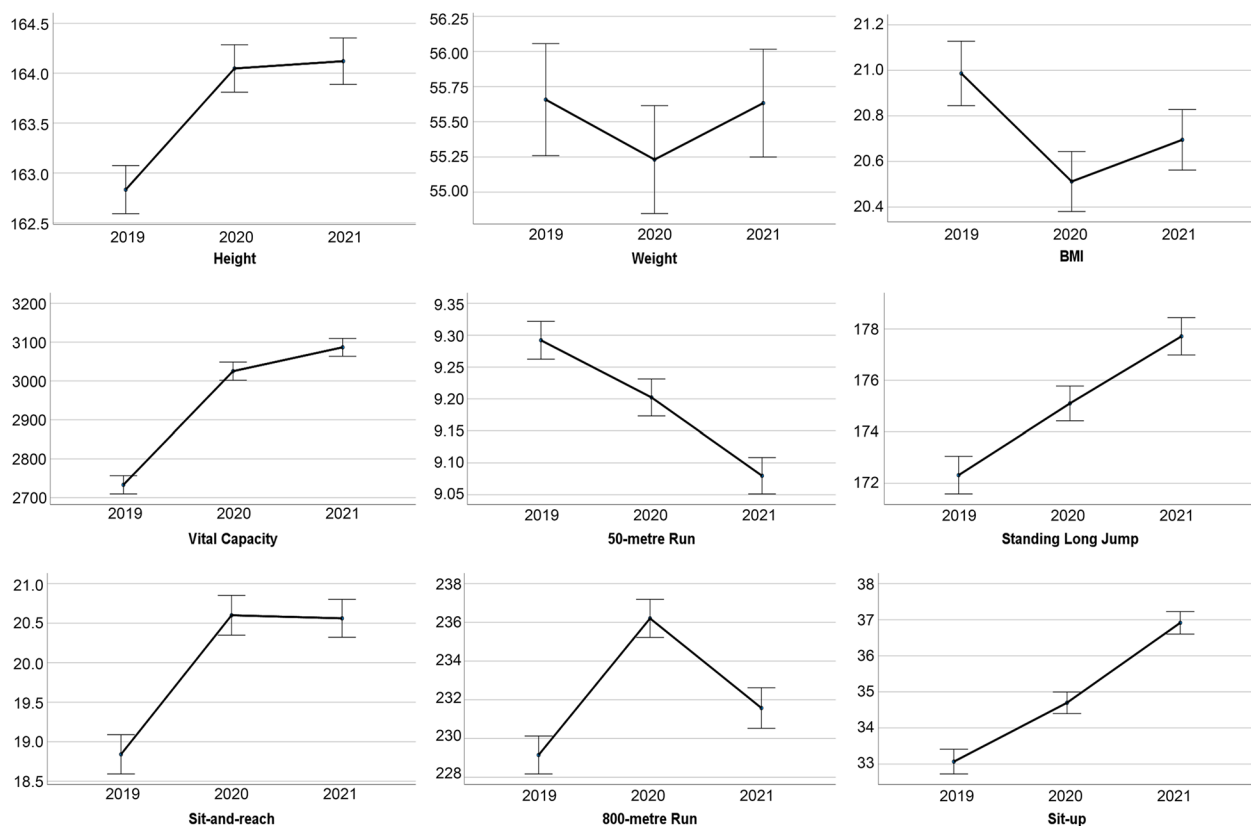 164.5
164.0
163.5
163.0
162.5
2019 2020 2021
Height
56.25
56.00
55.75
55.50
55.25
55.00
2019 2020 2021
Weight
21.2
21.0
20.8
20.6
20.4
2019 2020 2021
BMI
3200
3100
3000
2900
2800
2700
2019 2020 2021
Vital Capacity
9.35
9.30
9.25
9.20
9.15
9.10
9.05
2019 2020 2021
50-metre Run
178
176
174
172
2019 2020 2021
Standing Long Jump
21.0
20.5
20.0
19.5
19.0
18.5
2019 2020 2021
Sit-and-reach
238
236
234
232
230
228
2019 2020 2021
800-metre Run
38
37
36
35
34
33
2019 2020 2021
Sit-up